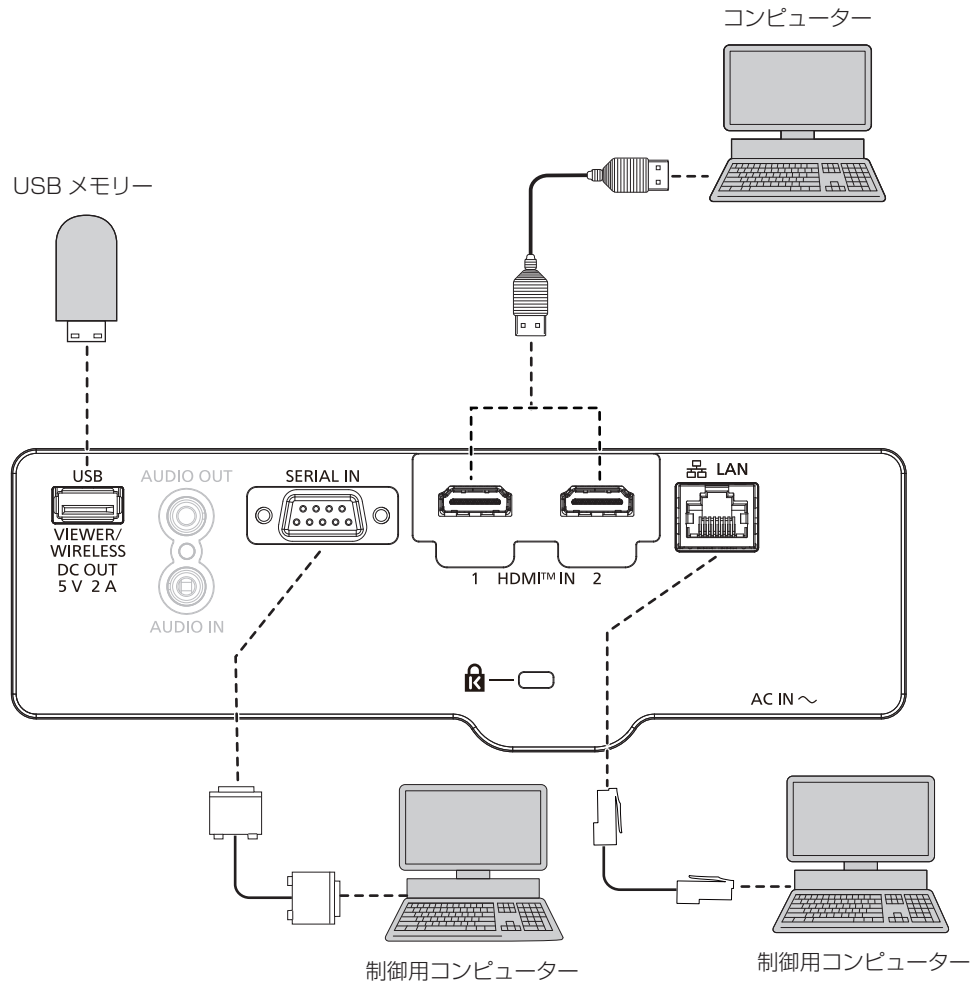 コンピューター
USB メモリー
USB
VIEWER/
WIRELESS
DC OUT
5 V 2 A
AUDIO OUT
AUDIO IN
SERIAL IN
1 HDMI™ IN 2
LAN
K
AC IN ～
制御用コンピューター
制御用コンピューター